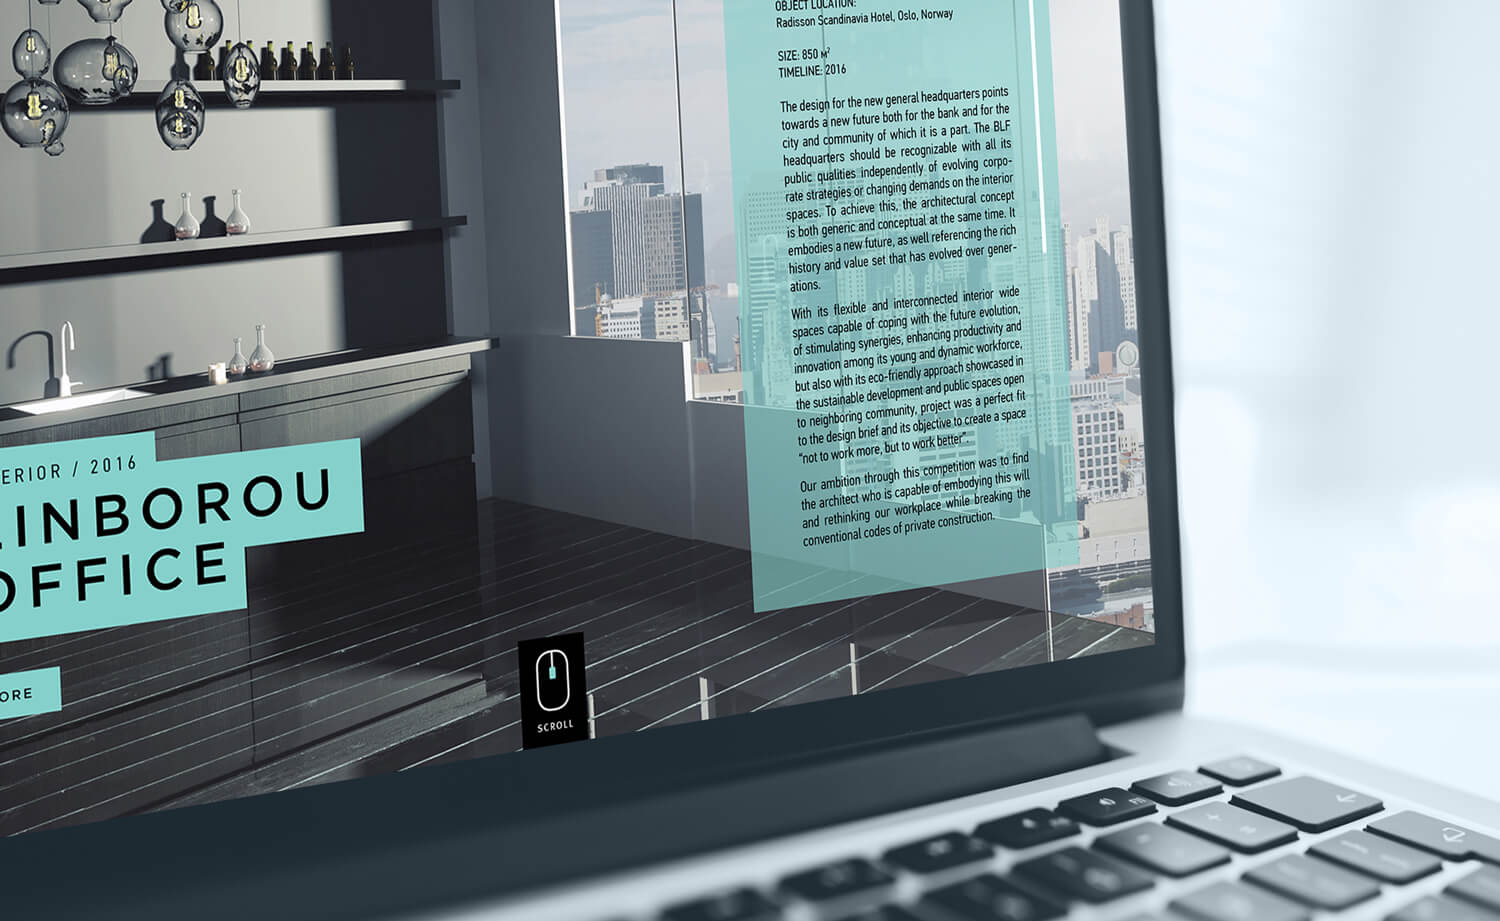 OBJECT LOCATION:
Radisson Scandinavia Hotel, Oslo, Norway
SIZE: 850 м²
TIMELINE: 2016
The design for the new general headquarters points
towards a new future both for the bank and for the
city and community of which it is a part. The BLF
headquarters should be recognizable with all its
public qualities independently of evolving corpo-
rate strategies or changing demands on the interior
spaces. To achieve this, the architectural concept
is both generic and conceptual at the same time. It
embodies a new future, as well referencing the rich
history and value set that has evolved over gener-
ations.
With its flexible and interconnected interior wide
spaces capable of coping with the future evolution,
of stimulating synergies, enhancing productivity and
innovation among its young and dynamic workforce,
but also with its eco-friendly approach showcased in
the sustainable development and public spaces open
to neighboring community, project was a perfect fit
to the design brief and its objective to create a space
“not to work more, but to work better”.
Our ambition through this competition was to find
the architect who is capable of embodying this will
and rethinking our workplace while breaking the
conventional codes of private construction.
ERIOR / 2016
INBOROU
OFFICE
ORE
SCROLL